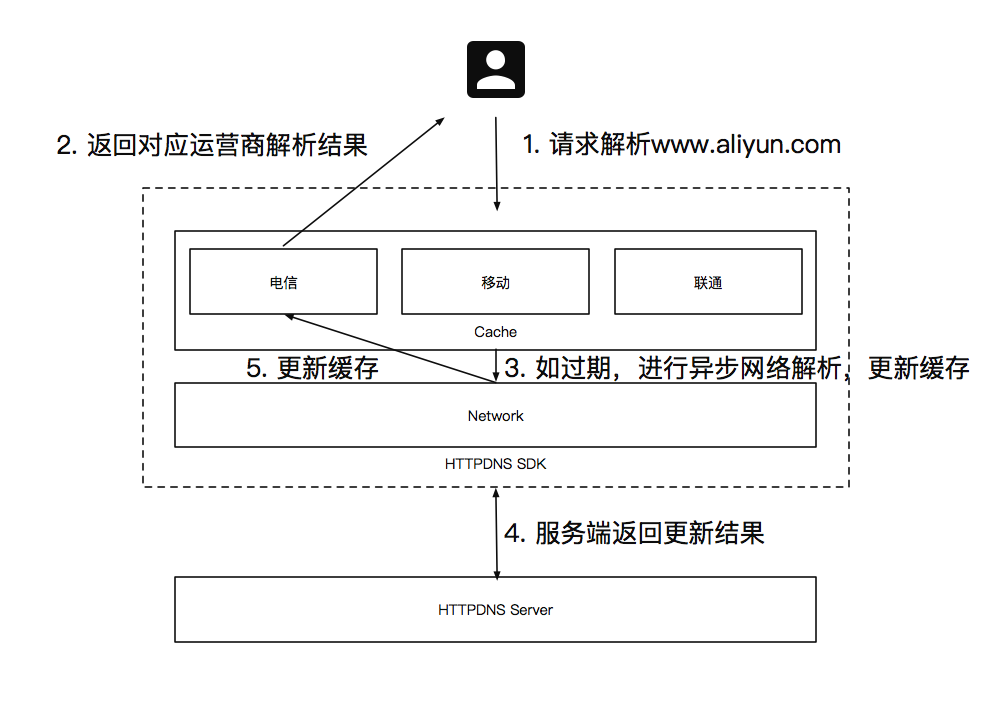 2. 返回对应运营商解析结果
1. 请求解析www.aliyun.com
电信
移动
联通
Cache
5. 更新缓存
3. 如过期，进行异步网络解析，更新缓存
Network
HTTPDNS SDK
4. 服务端返回更新结果
HTTPDNS Server